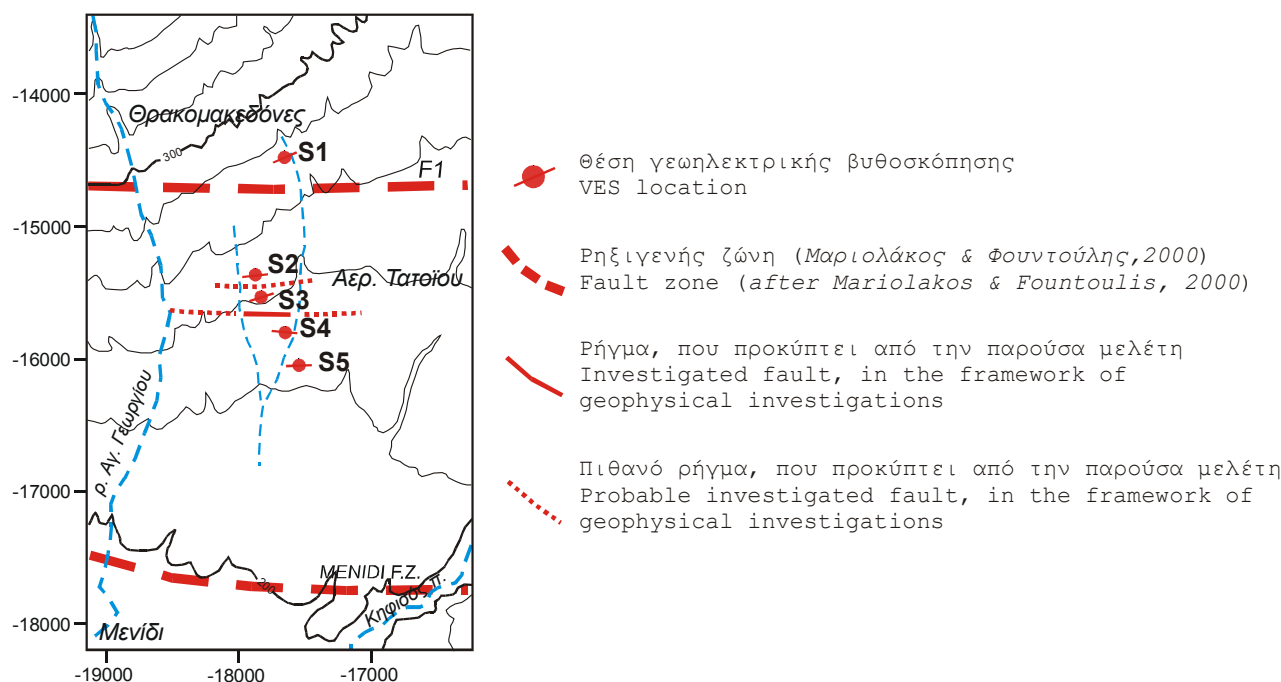 -14000
-15000
-16000
-17000
-18000
-19000
-18000
-17000
Θρακομακεδόνες
300
S1
F1
S2
Αερ. Τατοϊου
S3
S4
S5
ρ. Αγ. Γεωργίου
MENIDI F.Z.
200
Κηφισός π.
Μενίδι
Θέση γεωηλεκτρικής βυθοσκόπησης
VES location
Ρηξιγενής ζώνη (Μαριολάκος & Φουντούλης,2000)
Fault zone (after Mariolakos & Fountoulis, 2000)
Ρήγμα, που προκύπτει από την παρούσα μελέτη
Investigated fault, in the framework of
geophysical investigations
Πιθανό ρήγμα, που προκύπτει από την παρούσα μελέτη
Probable investigated fault, in the framework of
geophysical investigations